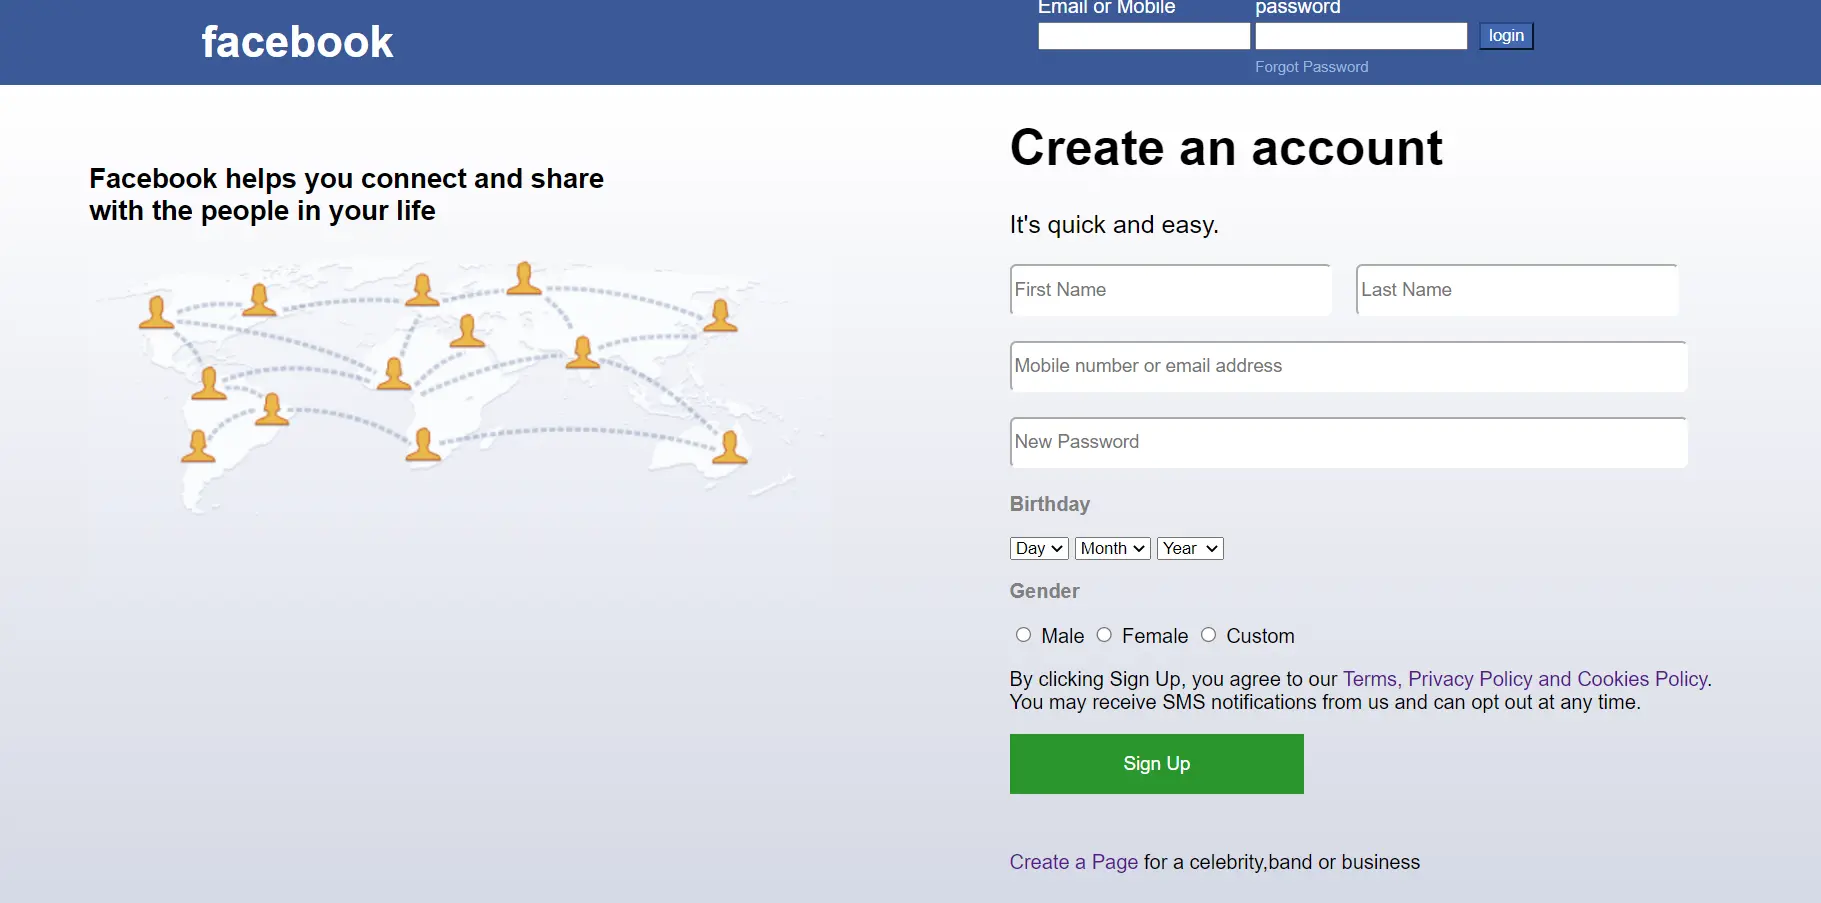 facebook
Email or Mobile
password
login
Forgot Password
Facebook helps you connect and share
with the people in your life
Create an account
It's quick and easy.
First Name
Last Name
Mobile number or email address
New Password
Birthday
Day
Month
Year
Gender
Male
Female
Custom
By clicking Sign Up, you agree to our Terms, Privacy Policy and Cookies Policy.
You may receive SMS notifications from us and can opt out at any time.
Sign Up
Create a Page for a celebrity,band or business